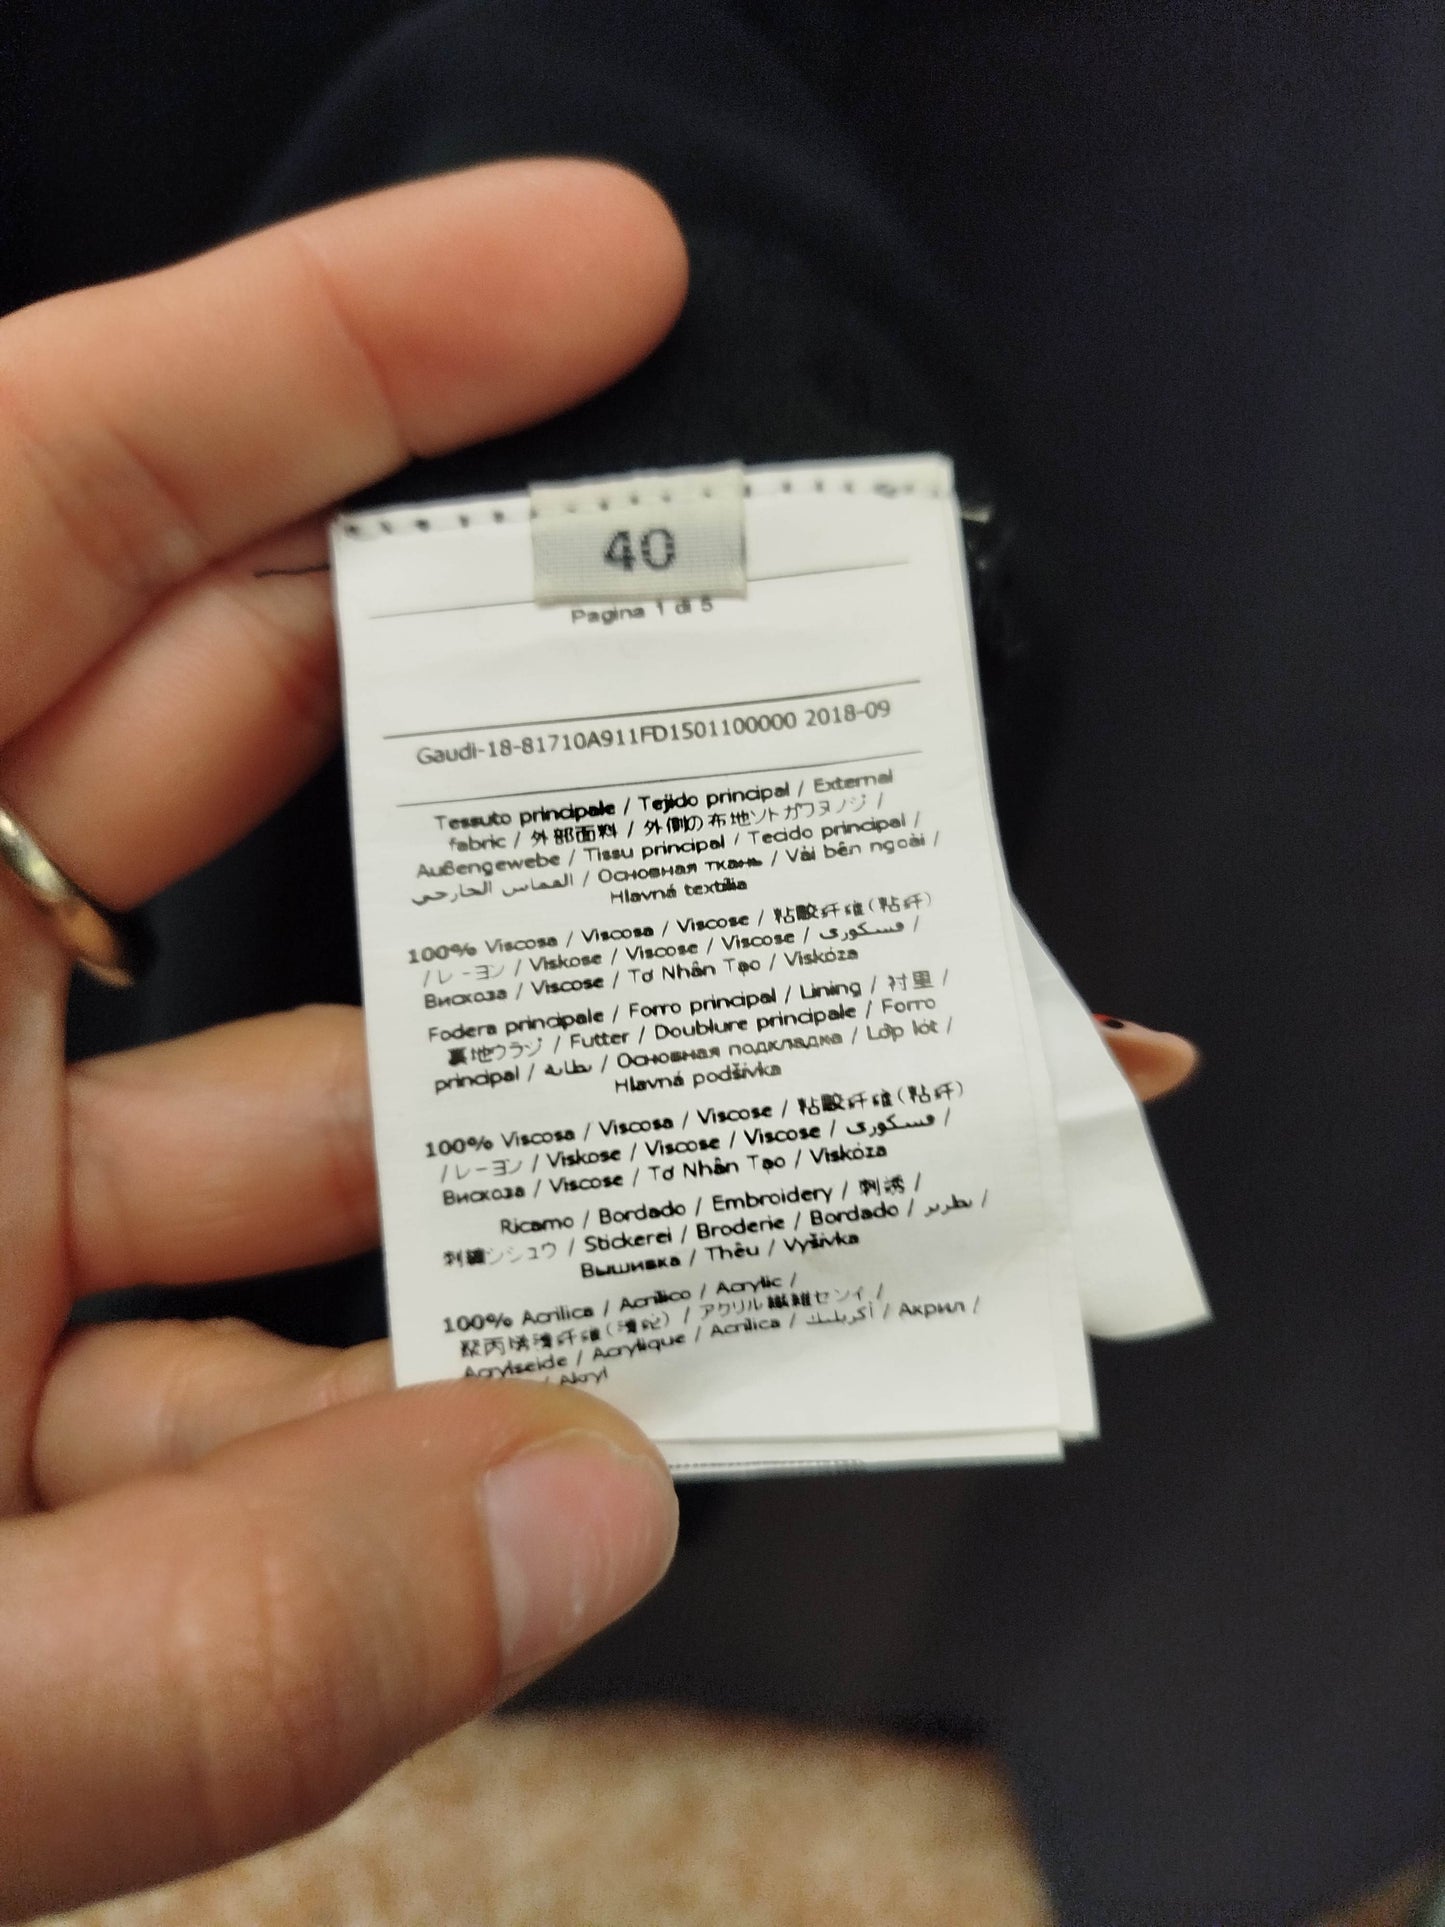 40
Pagina 1 di 5
Gaudi-18-81710A911FD1501100000 2018-09
Tessuto principale / Tejido principal / External
fabric / 外部面料 / 外側の布地ソトガワヌノジ /
Außengewebe / Tissu principal / Tecido principal /
القماس الخارجي / Основная ткань / Vải bên ngoài /
Hlavná textília
100% Viscosa / Viscosa / Viscose / 粘胶纤维(粘纤)
/ レーヨン / Viskose / Viscose / Viscose / فسكورى /
Вискоза / Viscose / Tơ Nhân Tạo / Viskóza
Fodera principale / Forro principal / Lining / 衬里 /
裏地ウラジ / Futter / Doublure principale / Forro
principal / بطانة / Основная подкладка / Lớp lót /
Hlavná podšívka
100% Viscosa / Viscosa / Viscose / 粘胶纤维(粘纤)
/ レーヨン / Viskose / Viscose / Viscose / فسكورى /
Вискоза / Viscose / Tơ Nhân Tạo / Viskóza
Ricamo / Bordado / Embroidery / 刺绣 /
刺繍シシュウ / Stickerei / Broderie / Bordado / تطريز /
Вышивка / Thêu / Vyšívka
100% Acrilica / Acrílico / Acrylic /
聚丙烯腈纤维(腈纶) / アクリル繊維センイ /
Acrylseide / Acrylique / Acrilica / أكريليك / Акрил /
/ Akryl